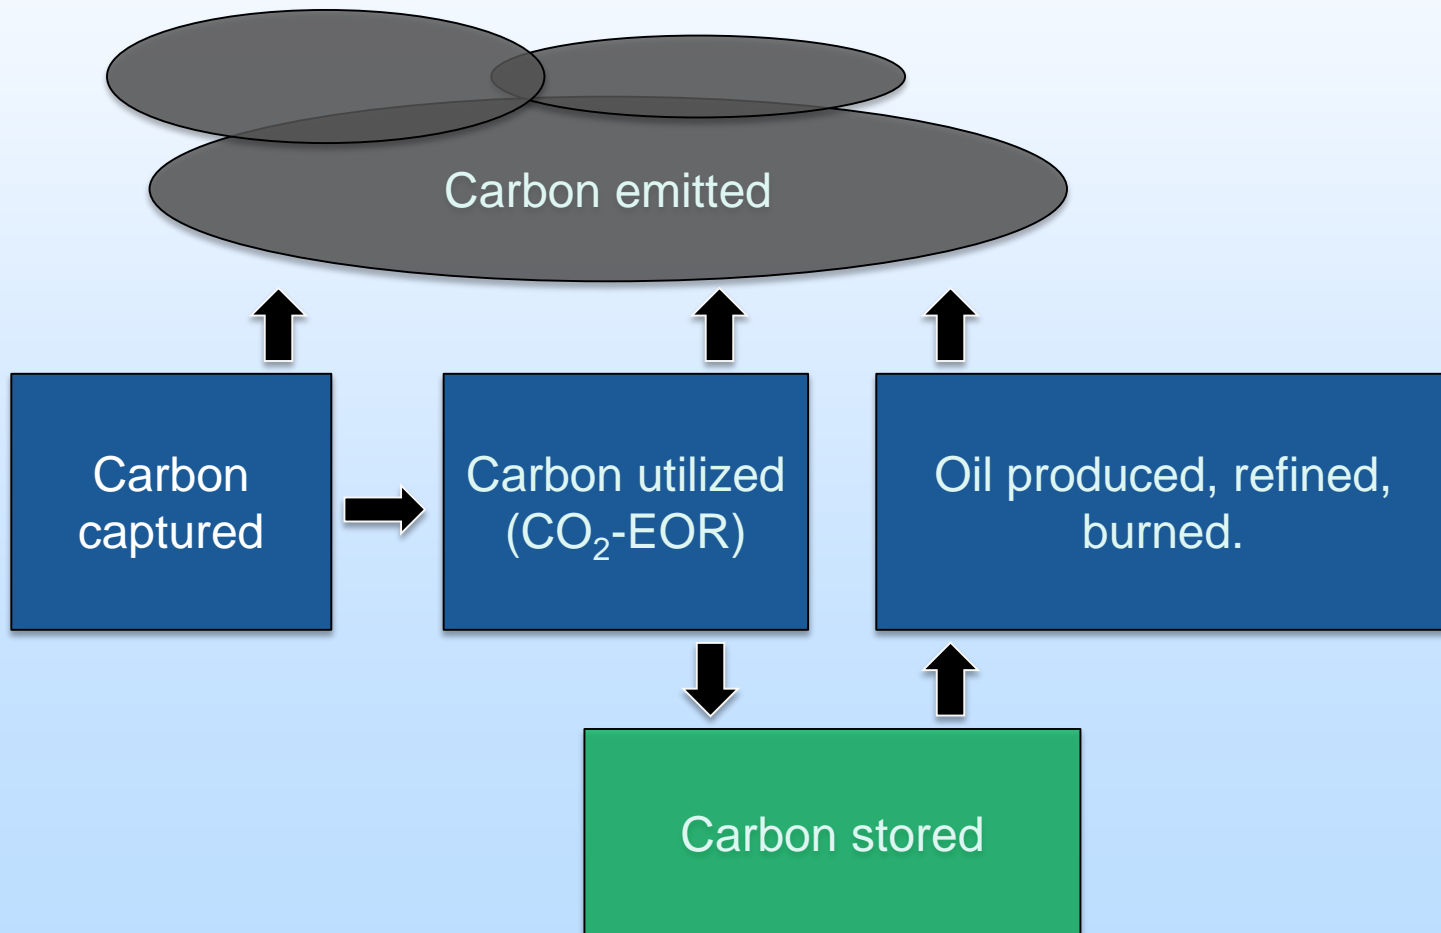 Carbon emitted
Carbon
captured
Carbon utilized
(CO₂-EOR)
Oil produced, refined,
burned.
Carbon stored